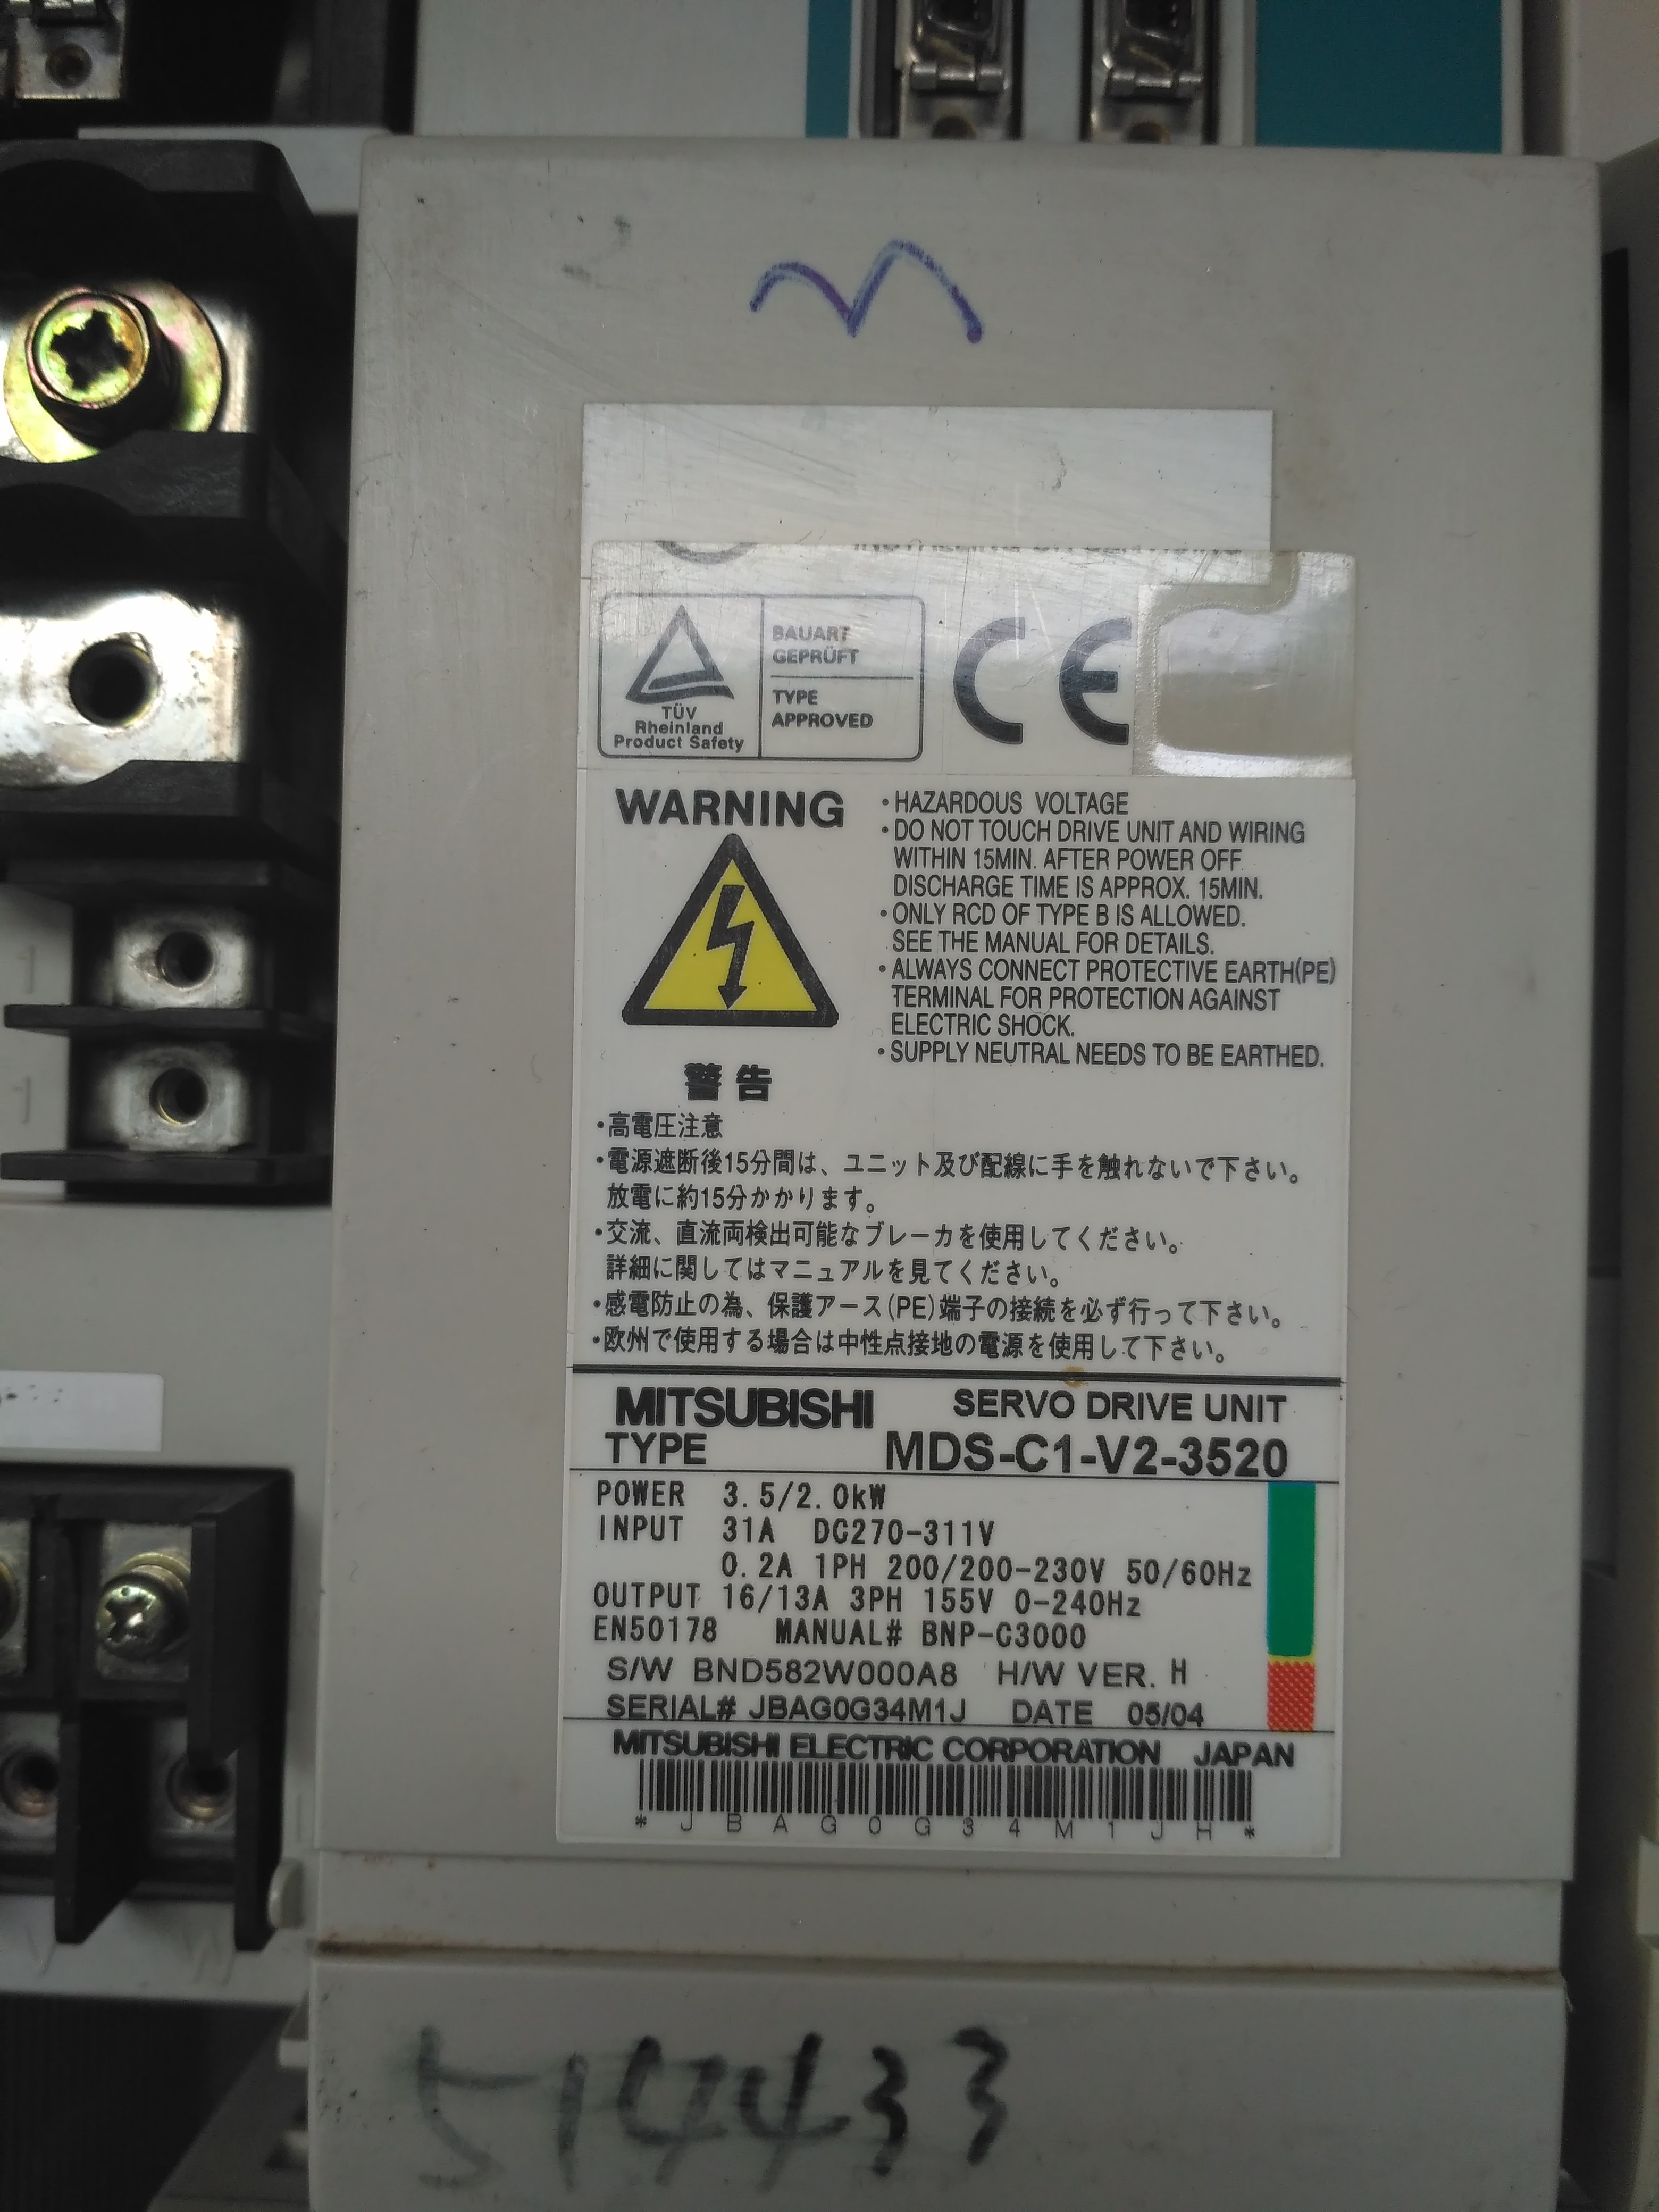 BAUART
GEPRÜFT
TYPE
APPROVED
TÜV
Rheinland
Product Safety
CE
WARNING
・HAZARDOUS VOLTAGE
・DO NOT TOUCH DRIVE UNIT AND WIRING
WITHIN 15MIN. AFTER POWER OFF.
DISCHARGE TIME IS APPROX. 15MIN.
・ONLY RCD OF TYPE B IS ALLOWED.
SEE THE MANUAL FOR DETAILS.
・ALWAYS CONNECT PROTECTIVE EARTH(PE)
TERMINAL FOR PROTECTION AGAINST
ELECTRIC SHOCK.
・SUPPLY NEUTRAL NEEDS TO BE EARTHED.
警告
・高電圧注意
・電源遮断後15分間は、ユニット及び配線に手を触れないで下さい。
放電に約15分かかります。
・交流、直流両検出可能なブレーカを使用してください。
詳細に関してはマニュアルを見てください。
・感電防止の為、保護アース(PE)端子の接続を必ず行って下さい。
・欧州で使用する場合は中性点接地の電源を使用して下さい。
MITSUBISHI SERVO DRIVE UNIT
TYPE MDS-C1-V2-3520
POWER 3.5/2.0kW
INPUT 31A DC270-311V
0.2A 1PH 200/200-230V 50/60Hz
OUTPUT 16/13A 3PH 155V 0-240Hz
EN50178 MANUAL# BNP-C3000
S/W BND582W000A8 H/W VER. H
SERIAL# JBAG0G34M1J DATE 05/04
MITSUBISHI ELECTRIC CORPORATION JAPAN
* J B A G 0 G 3 4 M 1 J H *